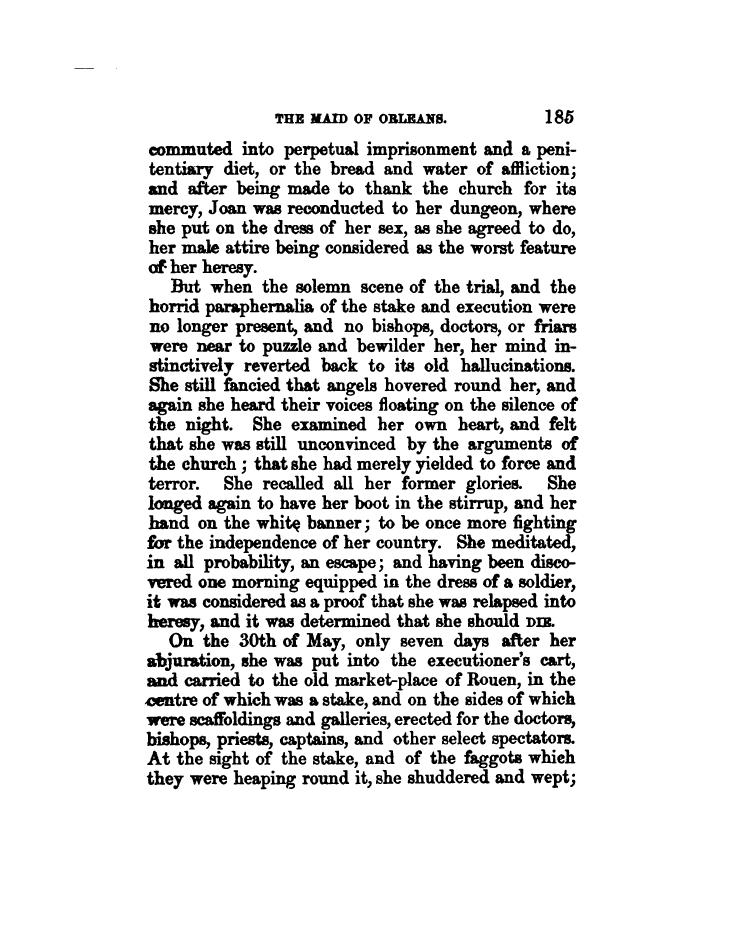 THE MAID OF ORLEANS. 185
commuted into perpetual imprisonment and a peni-
tentiary diet, or the bread and water of affliction;
and after being made to thank the church for its
mercy, Joan was reconducted to her dungeon, where
she put on the dress of her sex, as she agreed to do,
her male attire being considered as the worst feature
of her heresy.
But when the solemn scene of the trial, and the
horrid paraphernalia of the stake and execution were
no longer present, and no bishops, doctors, or friars
were near to puzzle and bewilder her, her mind in-
stinctively reverted back to its old hallucinations.
She still fancied that angels hovered round her, and
again she heard their voices floating on the silence of
the night. She examined her own heart, and felt
that she was still unconvinced by the arguments of
the church ; that she had merely yielded to force and
terror. She recalled all her former glories. She
longed again to have her boot in the stirrup, and her
hand on the white banner; to be once more fighting
for the independence of her country. She meditated,
in all probability, an escape; and having been disco-
vered one morning equipped in the dress of a soldier,
it was considered as a proof that she was relapsed into
heresy, and it was determined that she should DIE.
On the 30th of May, only seven days after her
abjuration, she was put into the executioner's cart,
and carried to the old market-place of Rouen, in the
centre of which was a stake, and on the sides of which
were scaffoldings and galleries, erected for the doctors,
bishops, priests, captains, and other select spectators.
At the sight of the stake, and of the faggots which
they were heaping round it, she shuddered and wept;